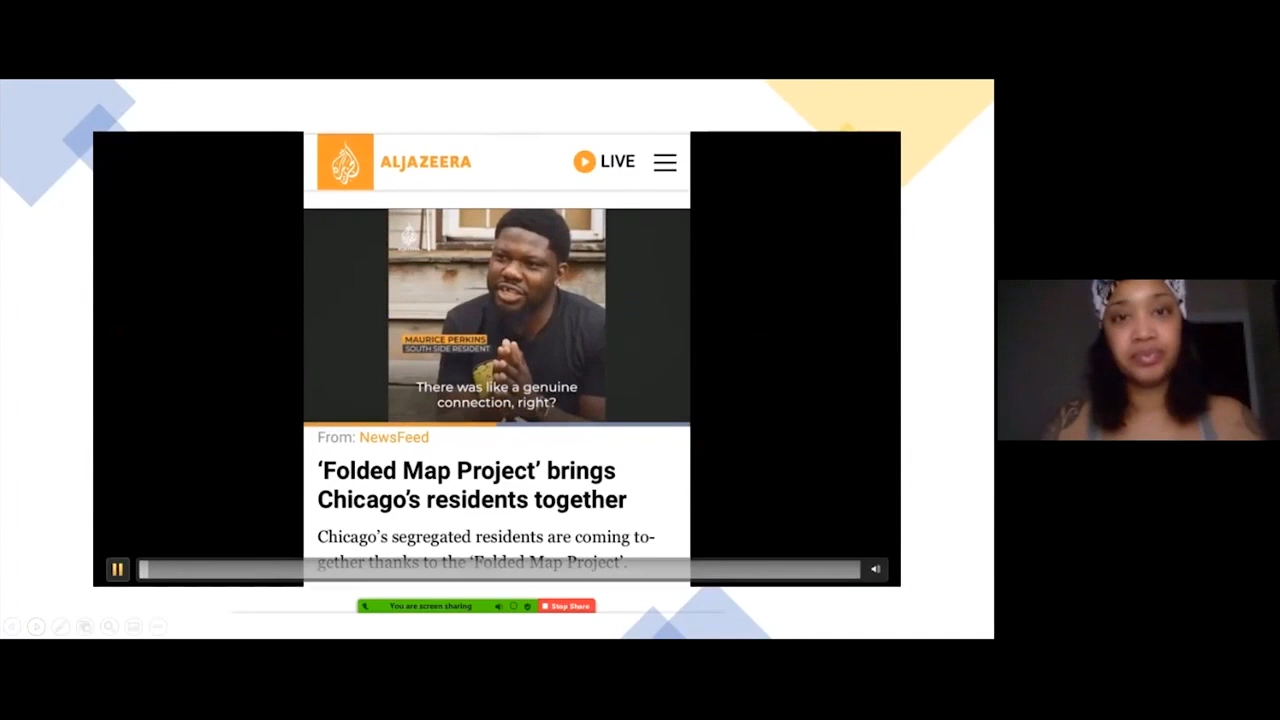 ALJAZEERA
LIVE
MAURICE PERKINS
SOUTH SIDE RESIDENT
There was like a genuine
connection, right?
From: NewsFeed
‘Folded Map Project’ brings
Chicago’s residents together
Chicago’s segregated residents are coming to-
gether thanks to the ‘Folded Map Project’.
You are screen sharing
Stop Share